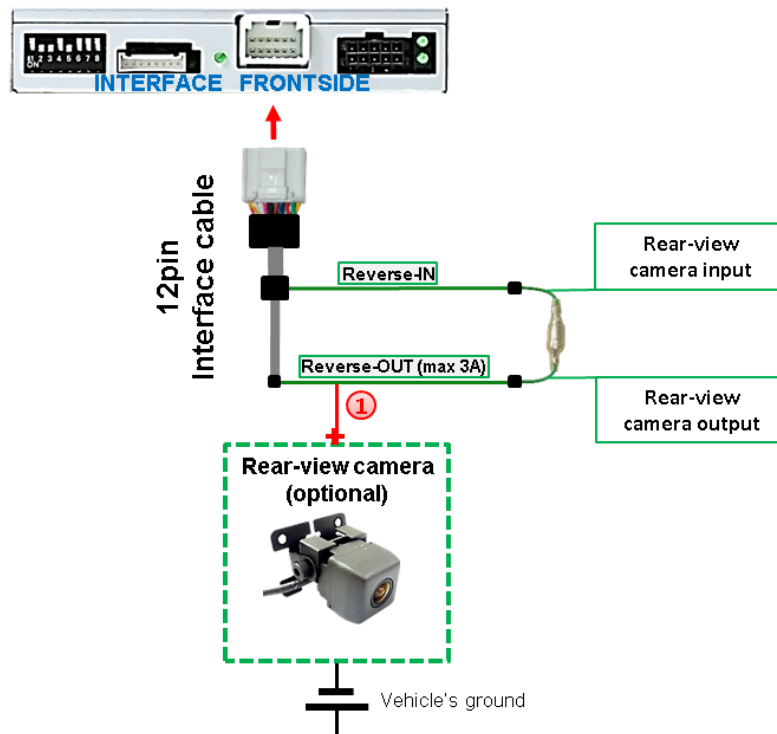 1 2 3 4 5 6 7 8
ON
INTERFACE FRONTSIDE
12pin
Interface cable
Reverse-IN
Rear-view
camera input
Reverse-OUT (max 3A)
Rear-view
camera output
1
Rear-view camera
(optional)
Vehicle's ground